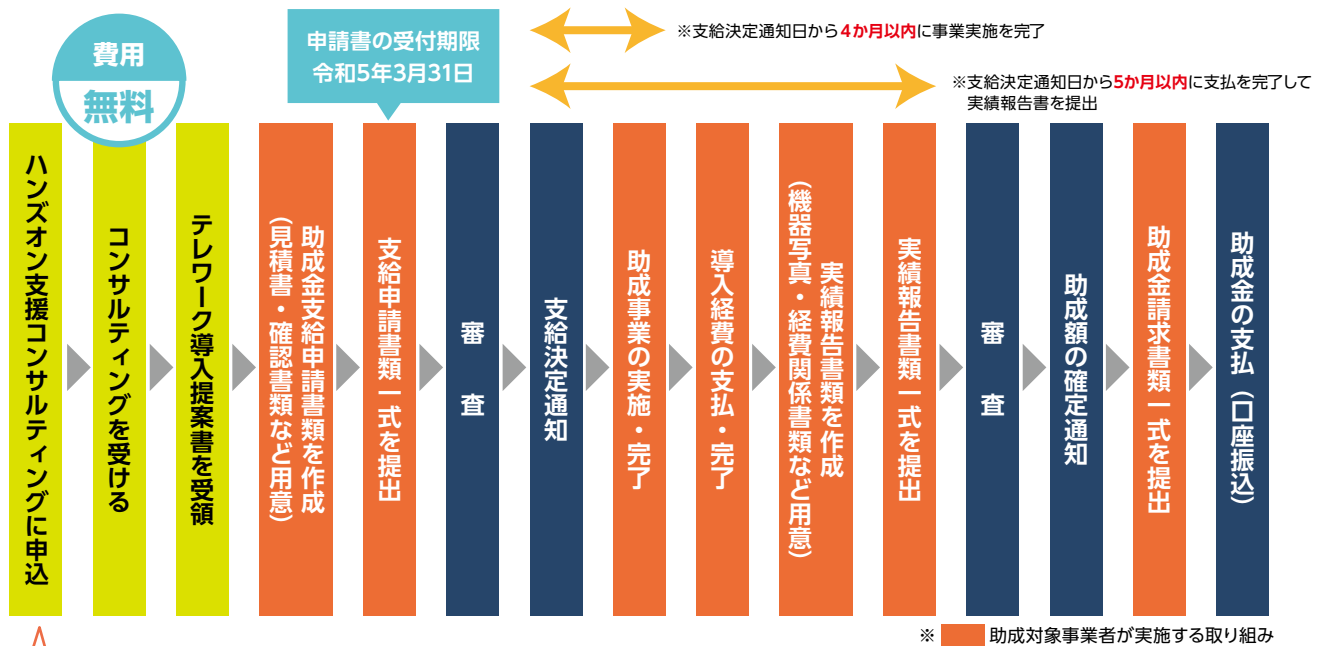 費用
無料
申請書の受付期限
令和5年3月31日
※支給決定通知日から4か月以内に事業実施を完了
※支給決定通知日から5か月以内に支払を完了して
実績報告書を提出
ハンズオン支援コンサルティングに申込
コンサルティングを受ける
テレワーク導入提案書を受領
助成金支給申請書類を作成
(見積書・確認書類など用意)
支給申請書類一式を提出
審査
支給決定通知
助成事業の実施・完了
導入経費の支払・完了
実績報告書類を作成
(機器写真・経費関係書類など用意)
実績報告書類一式を提出
審査
助成額の確定通知
助成金請求書類一式を提出
助成金の支払(口座振込)
※ 助成対象事業者が実施する取り組み